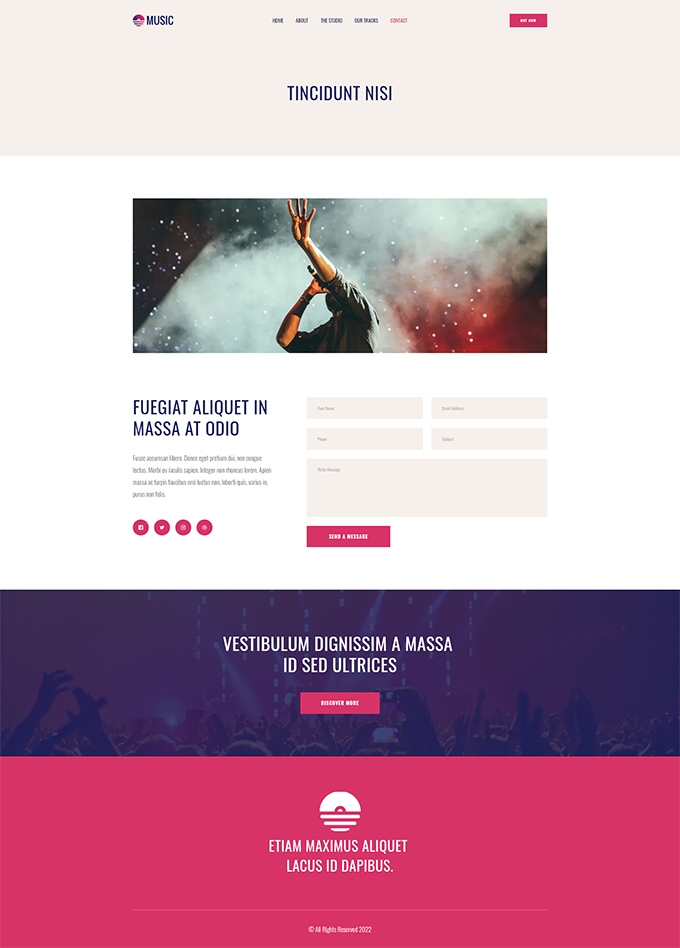 MUSIC
HOME ABOUT THE STUDIO OUR TRACKS CONTACT
BUY NOW
TINCIDUNT NISI
FUEGIAT ALIQUET IN
MASSA AT ODIO
Fusce accumsan libero. Donec eget pretium dui, non congue
lectus. Morbi eu iaculis sapien. Integer non rhoncus lorem. Apien
massa ac turpis faucibus orci luctus non, loborti quis, varius in,
purus non felis.
Your Name
Email Address
Phone
Subject
Write Message
SEND A MESSAGE
VESTIBULUM DIGNISSIM A MASSA
ID SED ULTRICES
DISCOVER MORE
ETIAM MAXIMUS ALIQUET
LACUS ID DAPIBUS.
© All Rights Reserved 2022